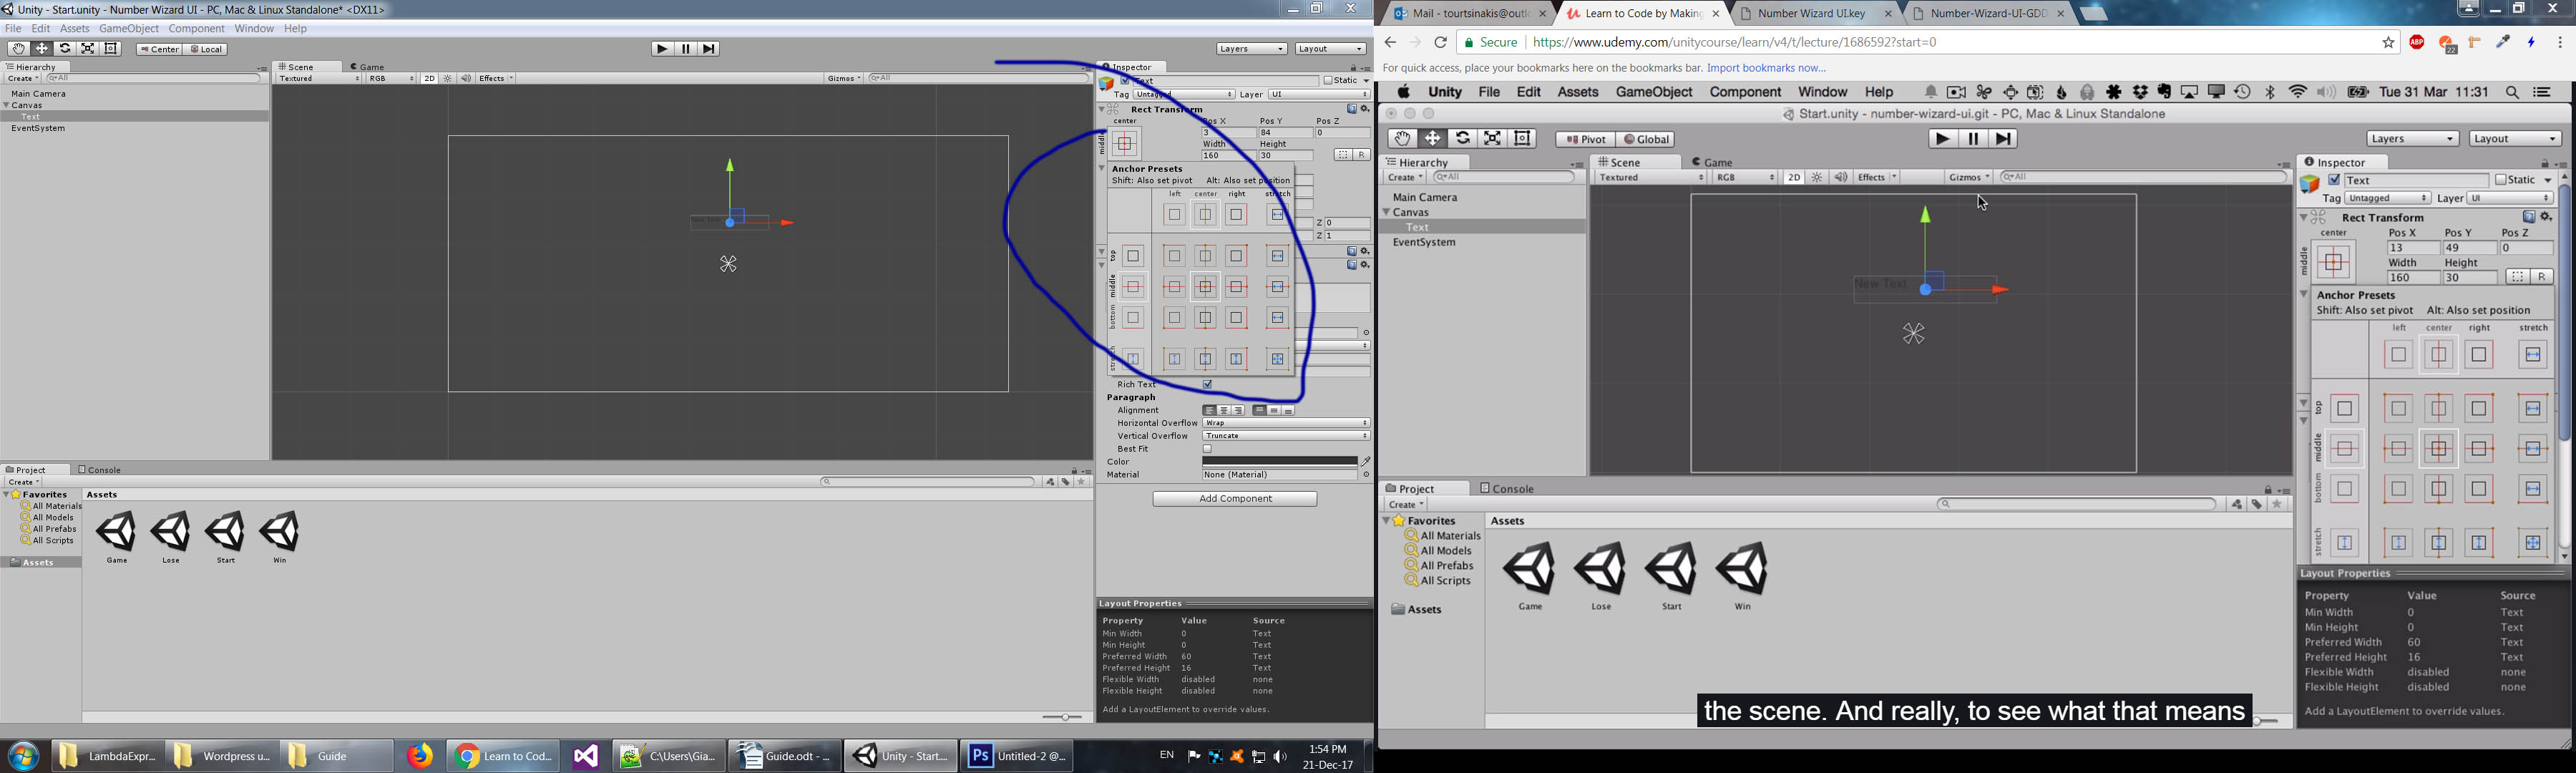 Unity - Start.unity - Number Wizard UI - PC, Mac & Linux Standalone* <DX11>
File Edit Assets GameObject Component Window Help
Center Local
Layers Layout
Hierarchy
Create All
Main Camera
Canvas
Text
EventSystem
Scene Game
Textured RGB 2D Effects Gizmos All
Inspector
Text Static
Tag Untagged Layer UI
Rect Transform
center Pos X Pos Y Pos Z
middle 3 84 0
Width Height
160 30 R
Anchor Presets
Shift: Also set pivot Alt: Also set position
left center right stretch
top
middle
bottom
stretch
Z 0
Z 1
Rich Text
Paragraph
Alignment
Horizontal Overflow Wrap
Vertical Overflow Truncate
Best Fit
Color
Material None (Material)
Add Component
Layout Properties
Property Value Source
Min Width 0 Text
Min Height 0 Text
Preferred Width 60 Text
Preferred Height 16 Text
Flexible Width disabled none
Flexible Height disabled none
Add a LayoutElement to override values.
Project Console
Create
Favorites
All Materials
All Models
All Prefabs
All Scripts
Assets
Assets
Game Lose Start Win
LambdaExpr...
Wordpress u...
Guide
Learn to Cod...
C:\Users\Gia...
Guide.odt - ...
Unity - Start....
Ps Untitled-2 @...
EN
1:54 PM
21-Dec-17
Mail - tourtsinakis@outl
Learn to Code by Making
Number Wizard UI.key
Number-Wizard-UI-GDD
Secure https://www.udemy.com/unitycourse/learn/v4/t/lecture/1686592?start=0
ABP 22
For quick access, place your bookmarks here on the bookmarks bar. Import bookmarks now...
Unity File Edit Assets GameObject Component Window Help Tue 31 Mar 11:31
Start.unity - number-wizard-ui.git - PC, Mac & Linux Standalone
Pivot Global
Layers Layout
Hierarchy
Create All
Main Camera
Canvas
Text
EventSystem
Scene Game
Textured RGB 2D Effects Gizmos All
New Text
Inspector
Text Static
Tag Untagged Layer UI
Rect Transform
center Pos X Pos Y Pos Z
middle 13 49 0
Width Height
160 30 R
Anchor Presets
Shift: Also set pivot Alt: Also set position
left center right stretch
top
middle
bottom
stretch
Layout Properties
Property Value Source
Min Width 0 Text
Min Height 0 Text
Preferred Width 60 Text
Preferred Height 16 Text
Flexible Width disabled none
Flexible Height disabled none
Add a LayoutElement to override values.
Project Console
Create
Favorites
All Materials
All Models
All Prefabs
All Scripts
Assets
Assets
Game Lose Start Win
the scene. And really, to see what that means